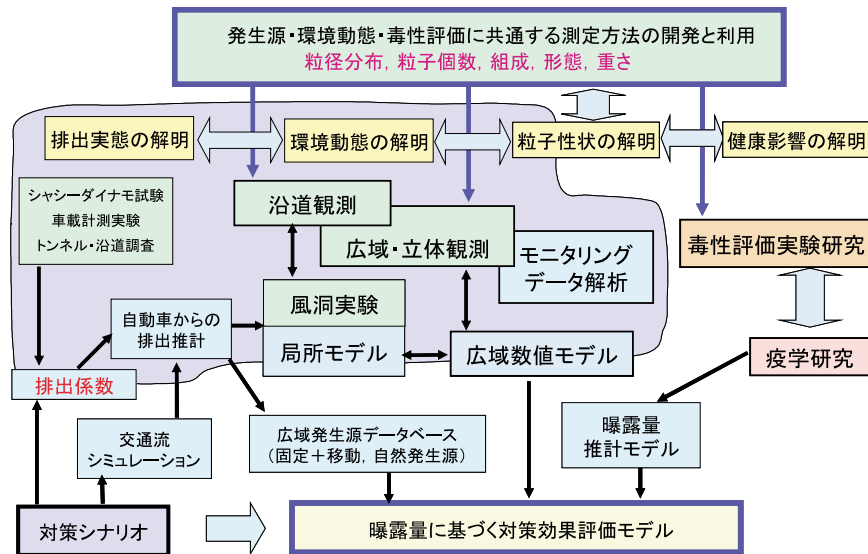 発生源・環境動態・毒性評価に共通する測定方法の開発と利用
粒径分布, 粒子個数, 組成, 形態, 重さ
排出実態の解明
環境動態の解明
粒子性状の解明
健康影響の解明
シャシーダイナモ試験
車載計測実験
トンネル・沿道調査
沿道観測
広域・立体観測
モニタリング
データ解析
毒性評価実験研究
風洞実験
局所モデル
自動車からの
排出推計
広域数値モデル
疫学研究
排出係数
交通流
シミュレーション
広域発生源データベース
（固定＋移動, 自然発生源）
曝露量
推計モデル
対策シナリオ
曝露量に基づく対策効果評価モデル